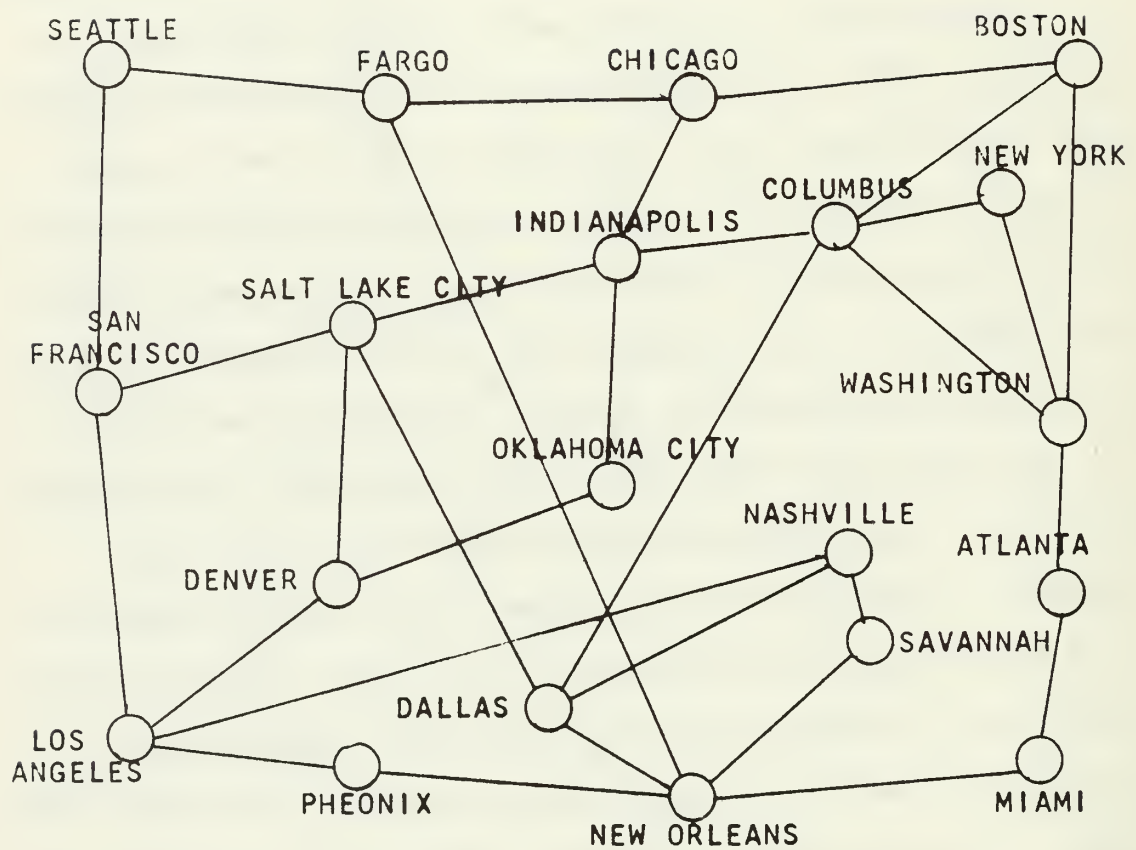 SEATTLE
FARGO
CHICAGO
BOSTON
NEW YORK
COLUMBUS
INDIANAPOLIS
SALT LAKE CITY
SAN
FRANCISCO
WASHINGTON
OKLAHOMA CITY
NASHVILLE
ATLANTA
DENVER
SAVANNAH
DALLAS
LOS
ANGELES
PHEONIX
MIAMI
NEW ORLEANS